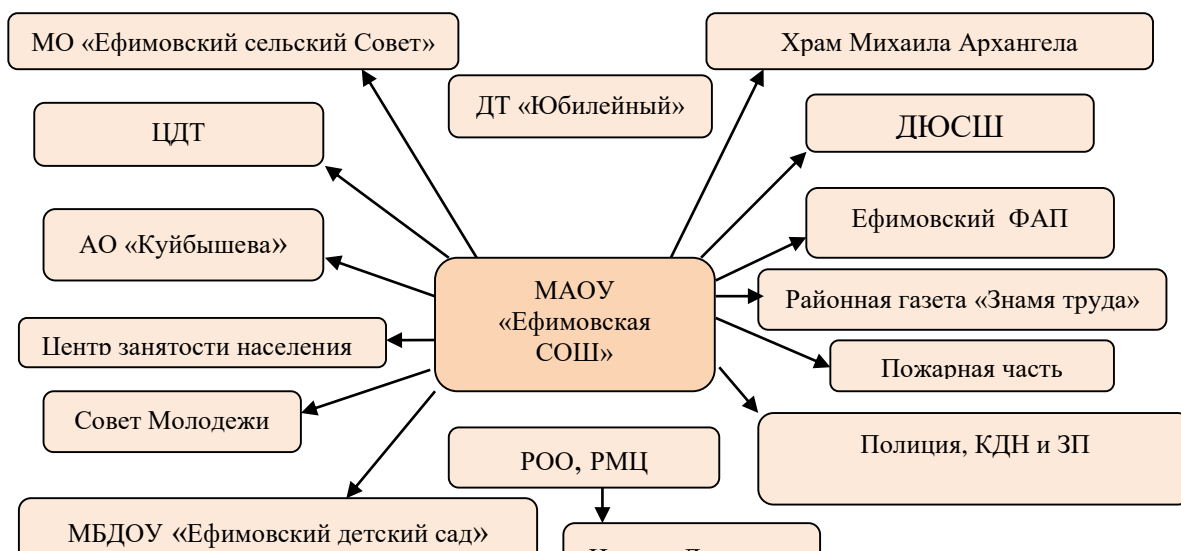 МО «Ефимовский сельский Совет»
Храм Михаила Архангела
ДТ «Юбилейный»
ЦДТ
ДЮСШ
Ефимовский ФАП
АО «Куйбышева»
МАОУ
«Ефимовская
СОШ»
Районная газета «Знамя труда»
Центр занятости населения
Пожарная часть
Совет Молодежи
Полиция, КДН и ЗП
РОО, РМЦ
МБДОУ «Ефимовский детский сад»